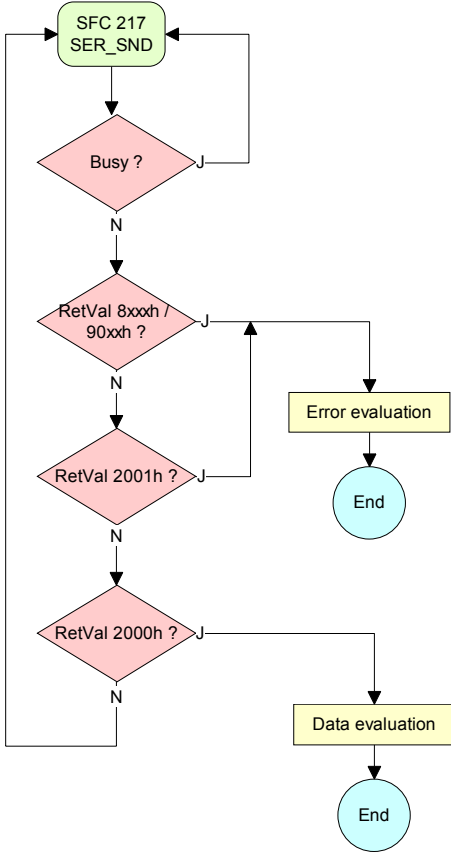 SFC 217
SER_SND
Busy ?
J
N
RetVal 8xxxh /
90xxh ?
J
N
Error evaluation
RetVal 2001h ?
J
End
N
RetVal 2000h ?
J
N
Data evaluation
End